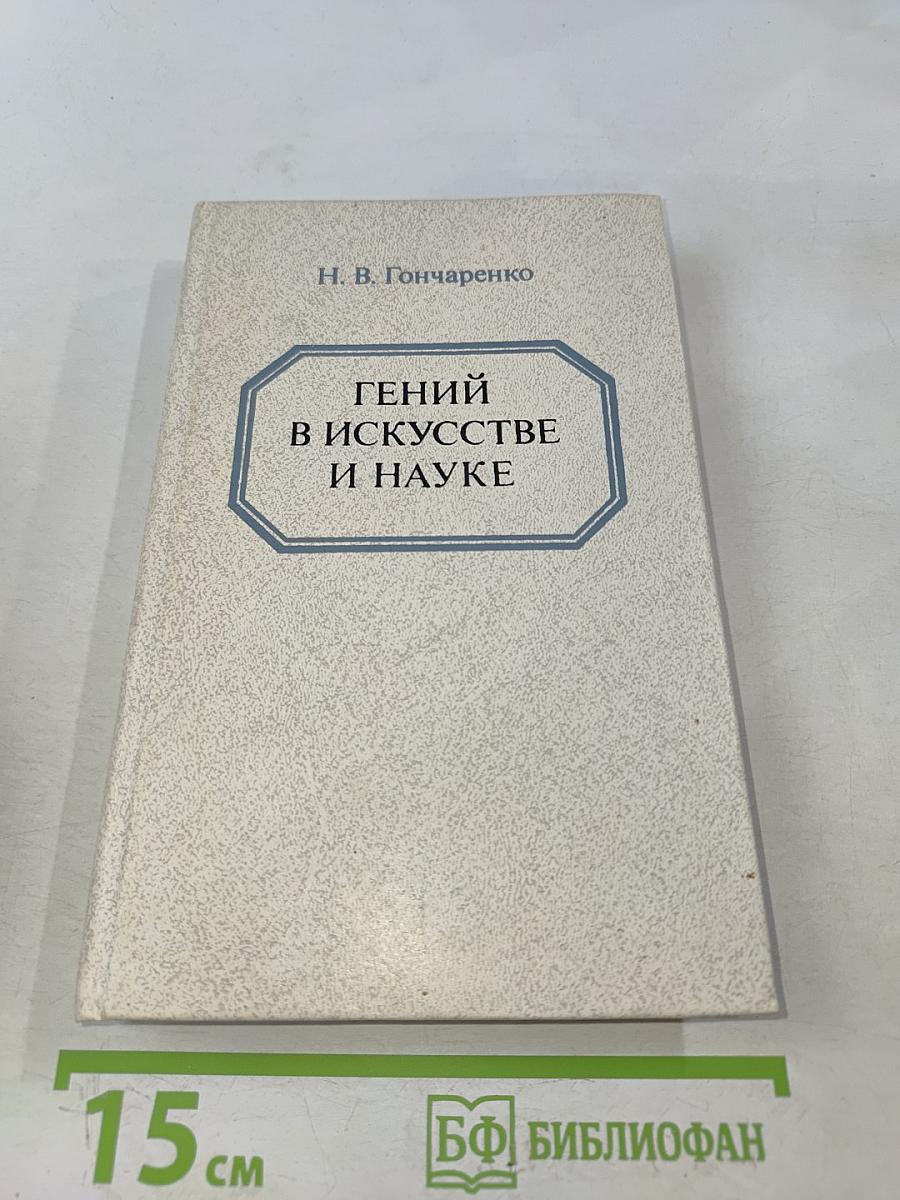 Н. В. Гончаренко
ГЕНИЙ
В ИСКУССТВЕ
И НАУКЕ
15 см
БФ БИБЛИОФАН